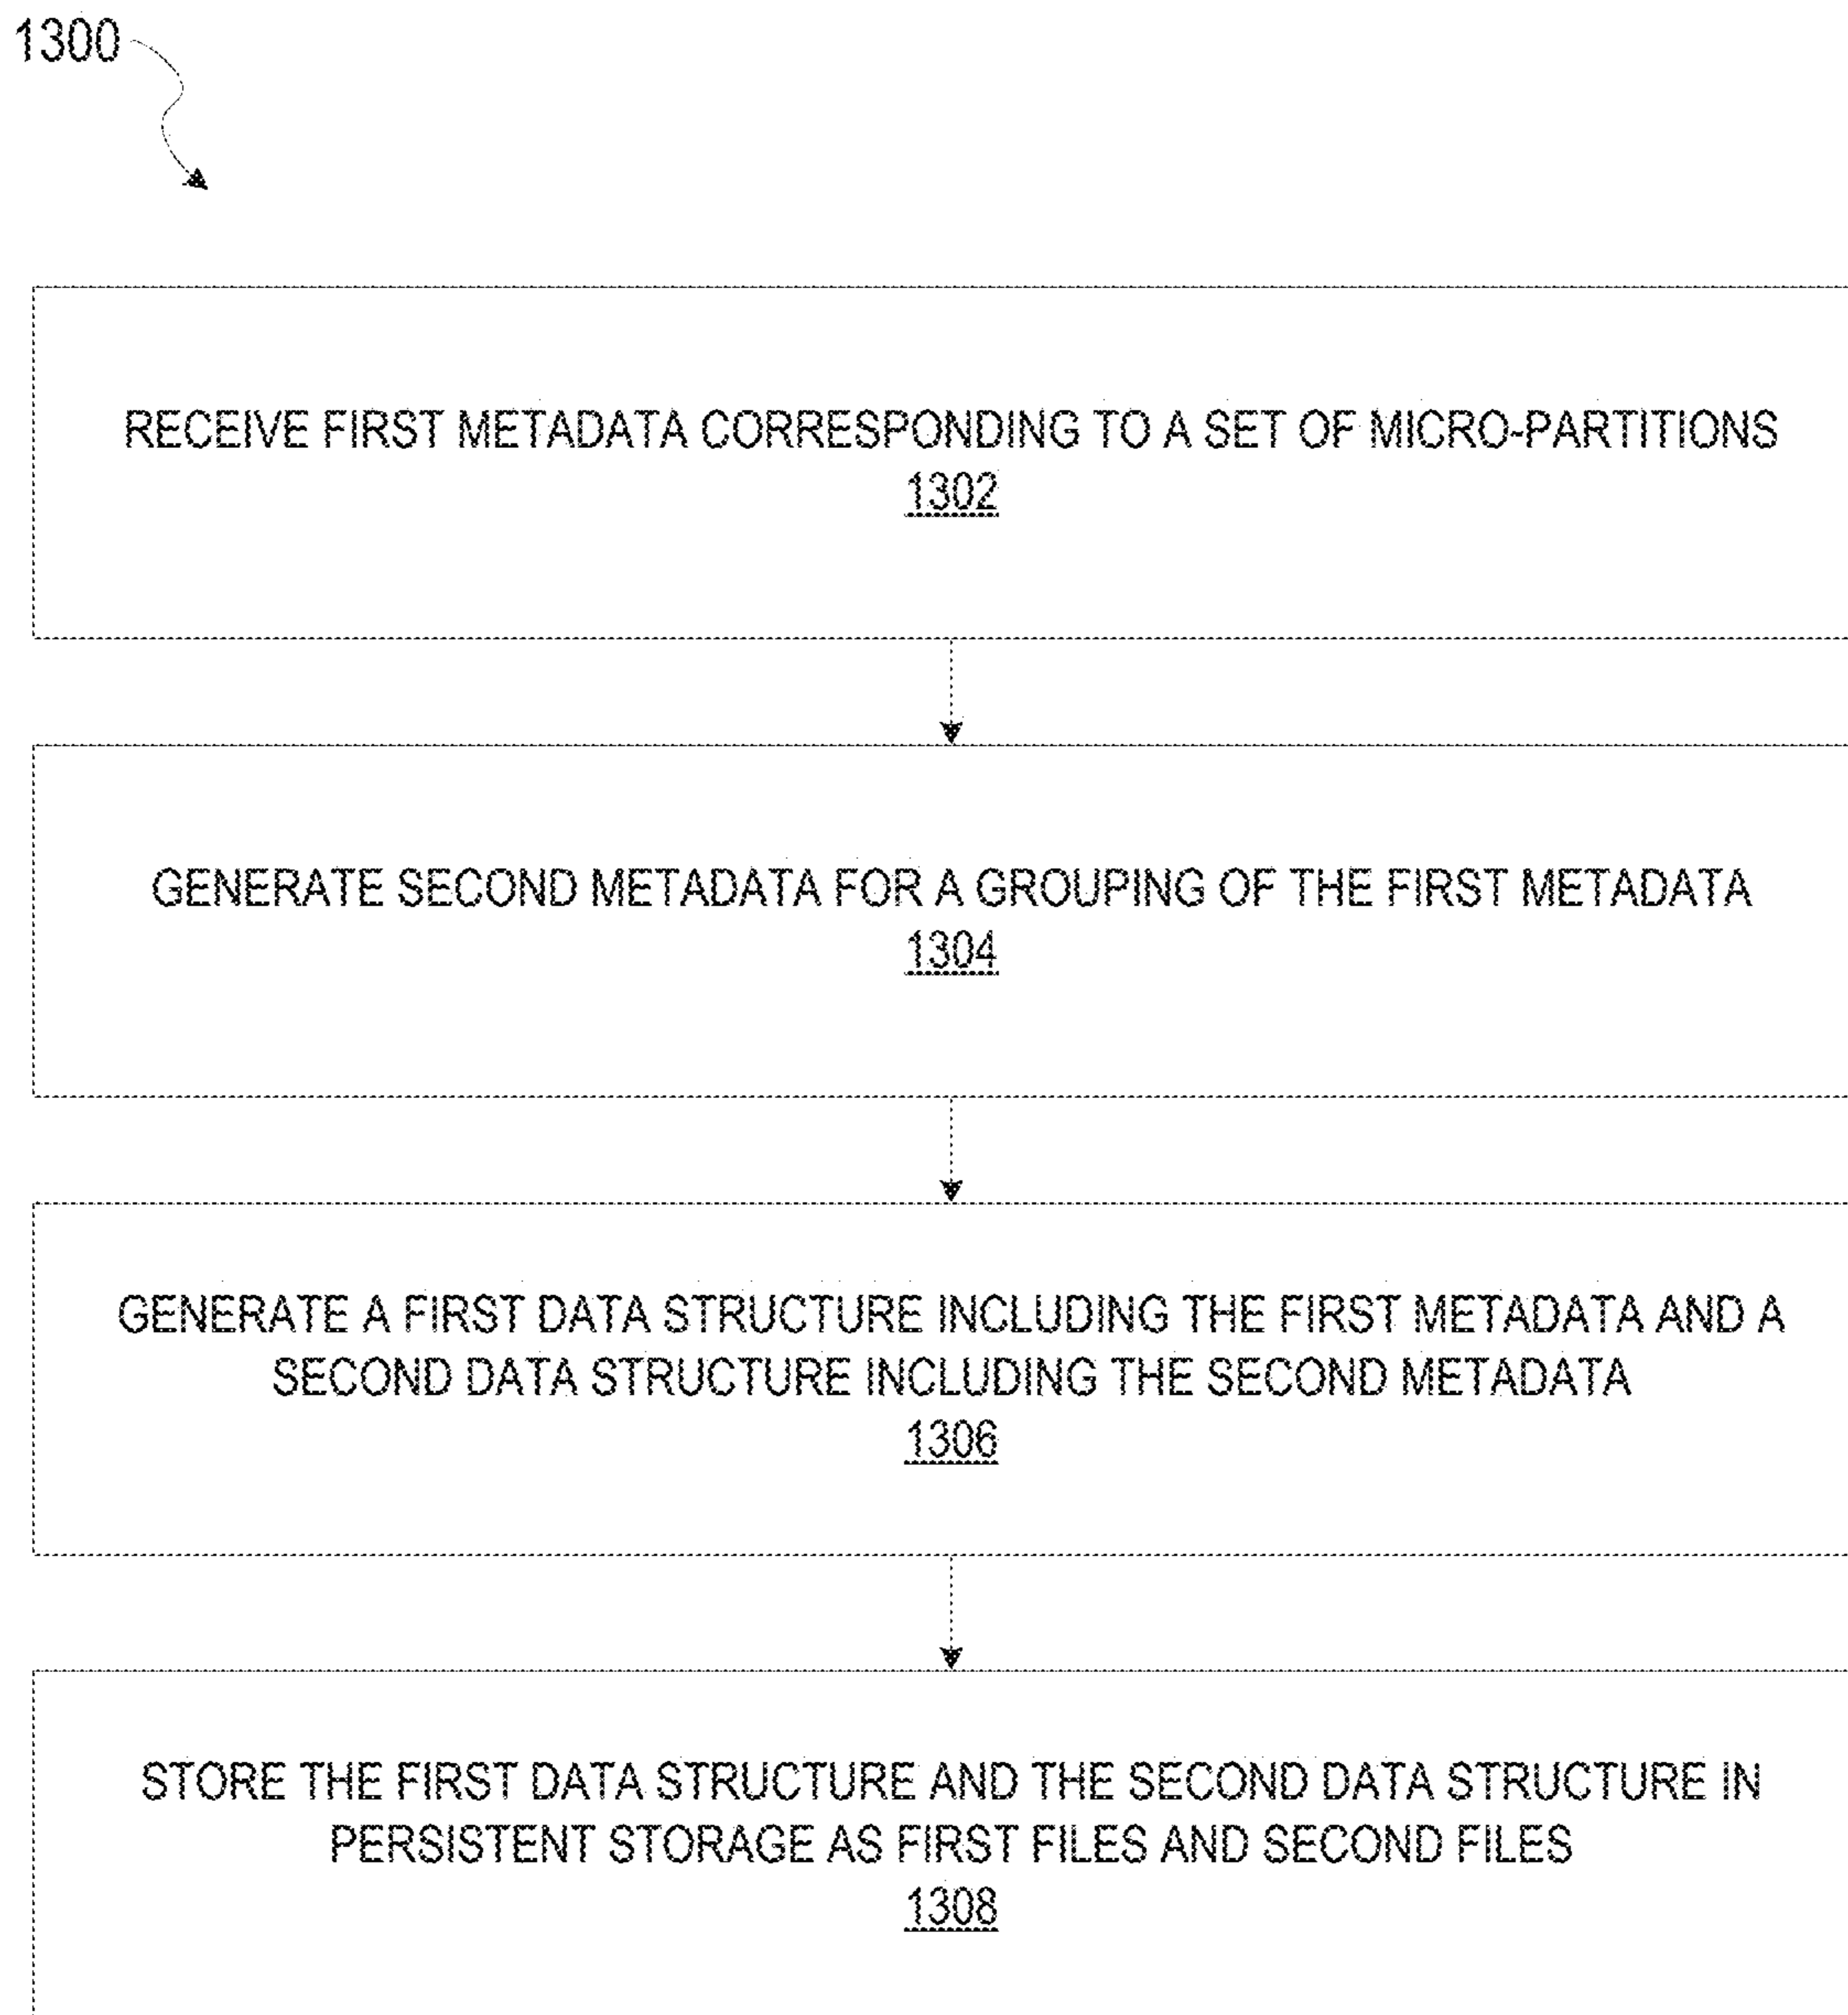 1300
RECEIVE FIRST METADATA CORRESPONDING TO A SET OF MICRO-PARTITIONS
1302
GENERATE SECOND METADATA FOR A GROUPING OF THE FIRST METADATA
1304
GENERATE A FIRST DATA STRUCTURE INCLUDING THE FIRST METADATA AND A
SECOND DATA STRUCTURE INCLUDING THE SECOND METADATA
1306
STORE THE FIRST DATA STRUCTURE AND THE SECOND DATA STRUCTURE IN
PERSISTENT STORAGE AS FIRST FILES AND SECOND FILES
1308